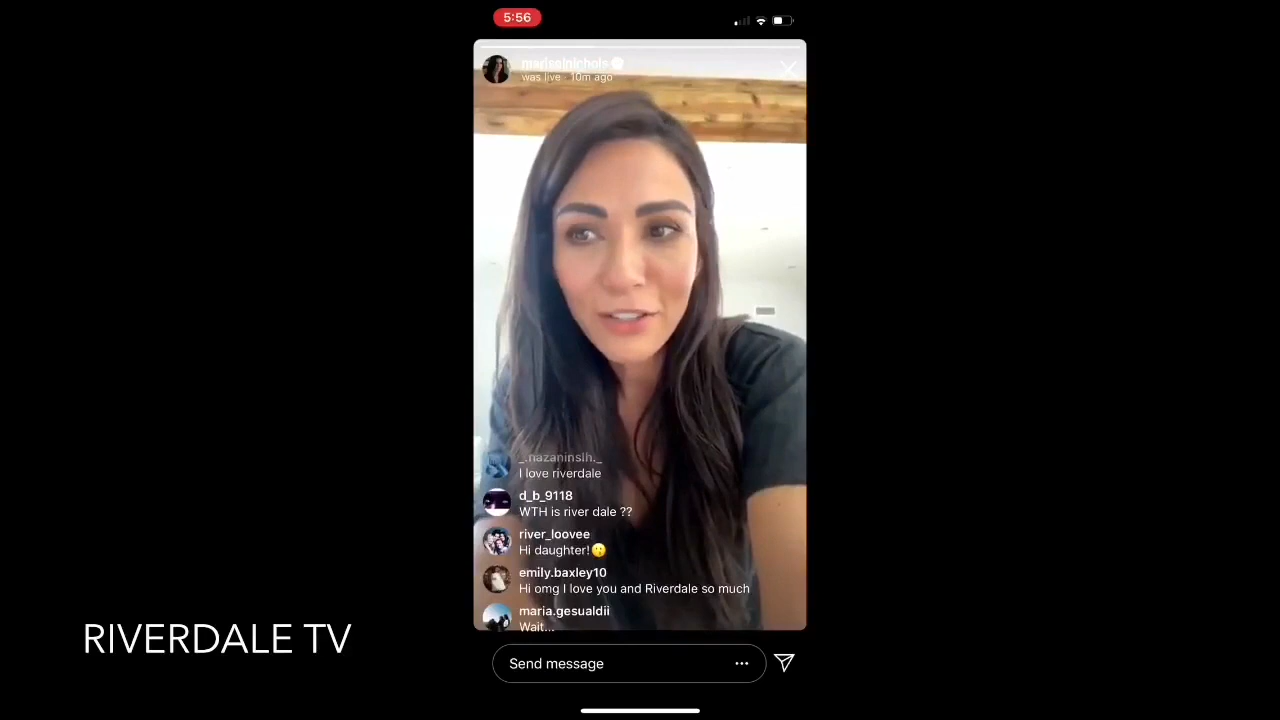 5:56
marisolnichols
was live · 10m ago
_.nazaninslh._
I love riverdale
d_b_9118
WTH is river dale ??
river_loovee
Hi daughter!🤫
emily.baxley10
Hi omg I love you and Riverdale so much
maria.gesualdii
Wait...
RIVERDALE TV
Send message